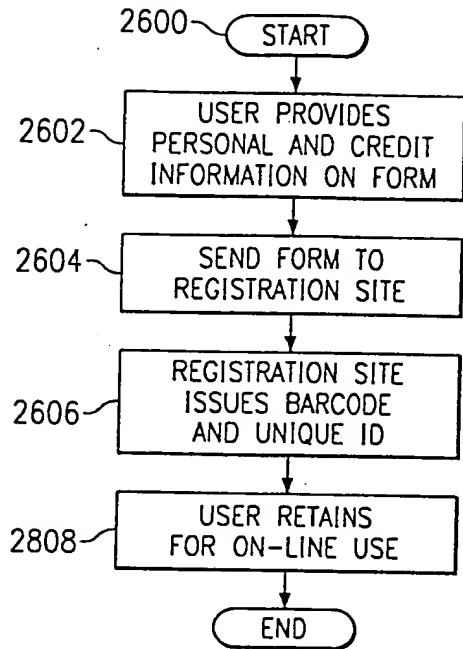 2600
START
2602
USER PROVIDES
PERSONAL AND CREDIT
INFORMATION ON FORM
2604
SEND FORM TO
REGISTRATION SITE
2606
REGISTRATION SITE
ISSUES BARCODE
AND UNIQUE ID
2808
USER RETAINS
FOR ON-LINE USE
END